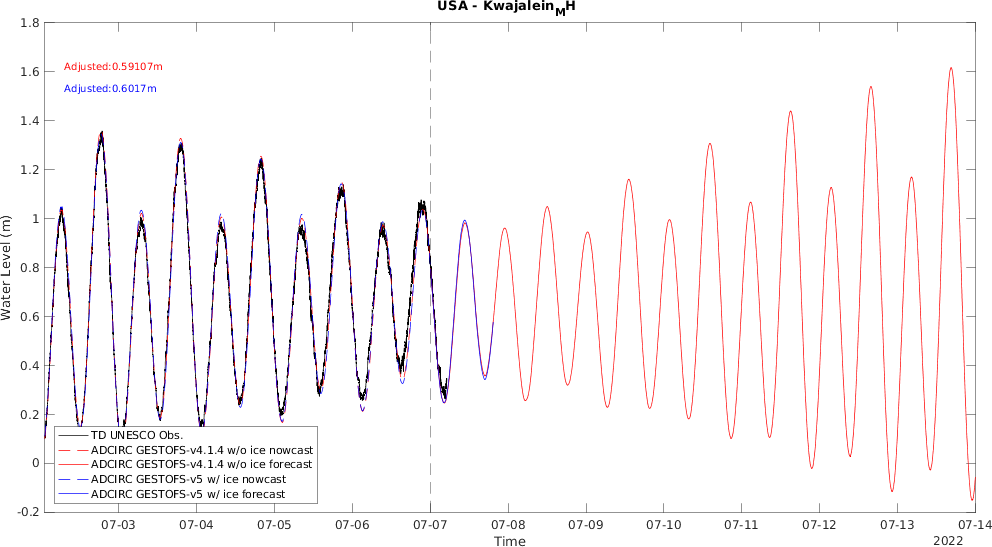 USA - Kwajalein_MH
1.8
1.6
1.4
1.2
1
0.8
0.6
0.4
0.2
0
-0.2
Water Level (m)
Adjusted:0.59107m
Adjusted:0.6017m
TD UNESCO Obs.
ADCIRC GESTOFS-v4.1.4 w/o ice nowcast
ADCIRC GESTOFS-v4.1.4 w/o ice forecast
ADCIRC GESTOFS-v5 w/ ice nowcast
ADCIRC GESTOFS-v5 w/ ice forecast
07-03 07-04 07-05 07-06 07-07 07-08 07-09 07-10 07-11 07-12 07-13 07-14
Time
2022